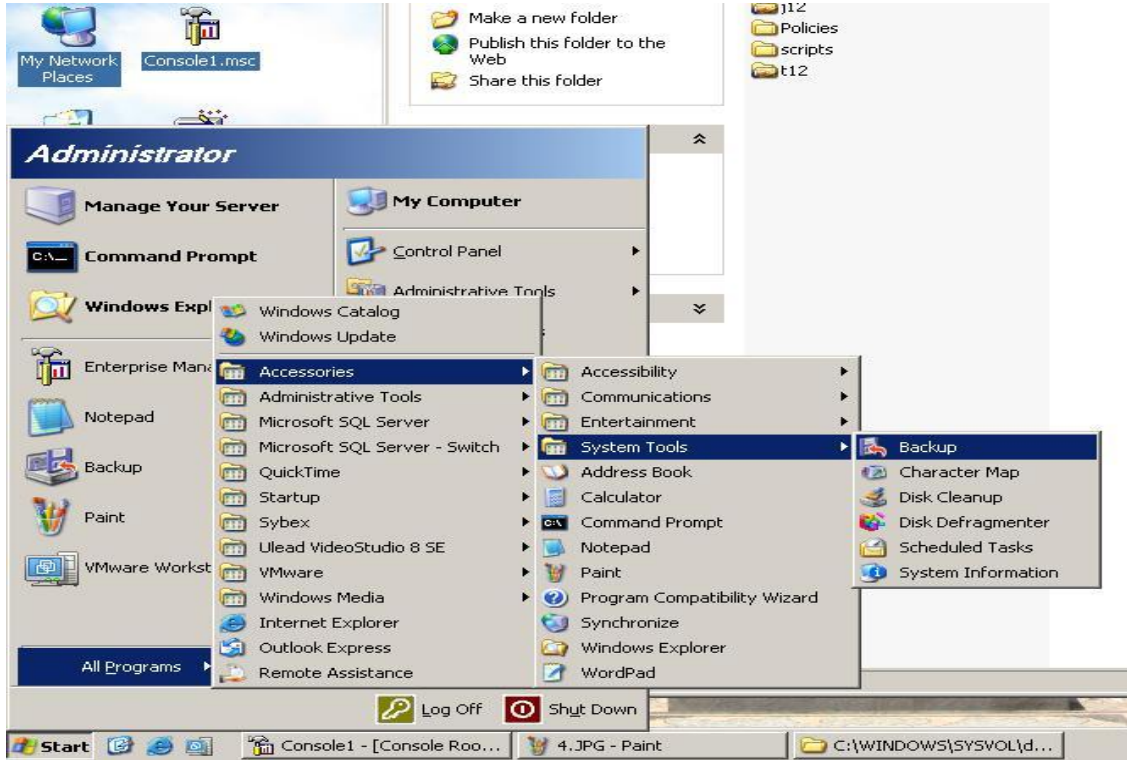 My Network
Places
Console1.msc
Make a new folder
Publish this folder to the
Web
Share this folder
j12
Policies
scripts
t12
Administrator
Manage Your Server
Command Prompt
Windows Expl
Enterprise Mana
Notepad
Backup
Paint
VMware Workst
All Programs
My Computer
Control Panel
Administrative Tools
Windows Catalog
Windows Update
Accessories
Administrative Tools
Microsoft SQL Server
Microsoft SQL Server - Switch
QuickTime
Startup
Sybex
Ulead VideoStudio 8 SE
VMware
Windows Media
Internet Explorer
Outlook Express
Remote Assistance
Accessibility
Communications
Entertainment
System Tools
Address Book
Calculator
Command Prompt
Notepad
Paint
Program Compatibility Wizard
Synchronize
Windows Explorer
WordPad
Backup
Character Map
Disk Cleanup
Disk Defragmenter
Scheduled Tasks
System Information
Log Off
Shut Down
Start
Console1 - [Console Roo...
4.JPG - Paint
C:\WINDOWS\SYSVOL\d...